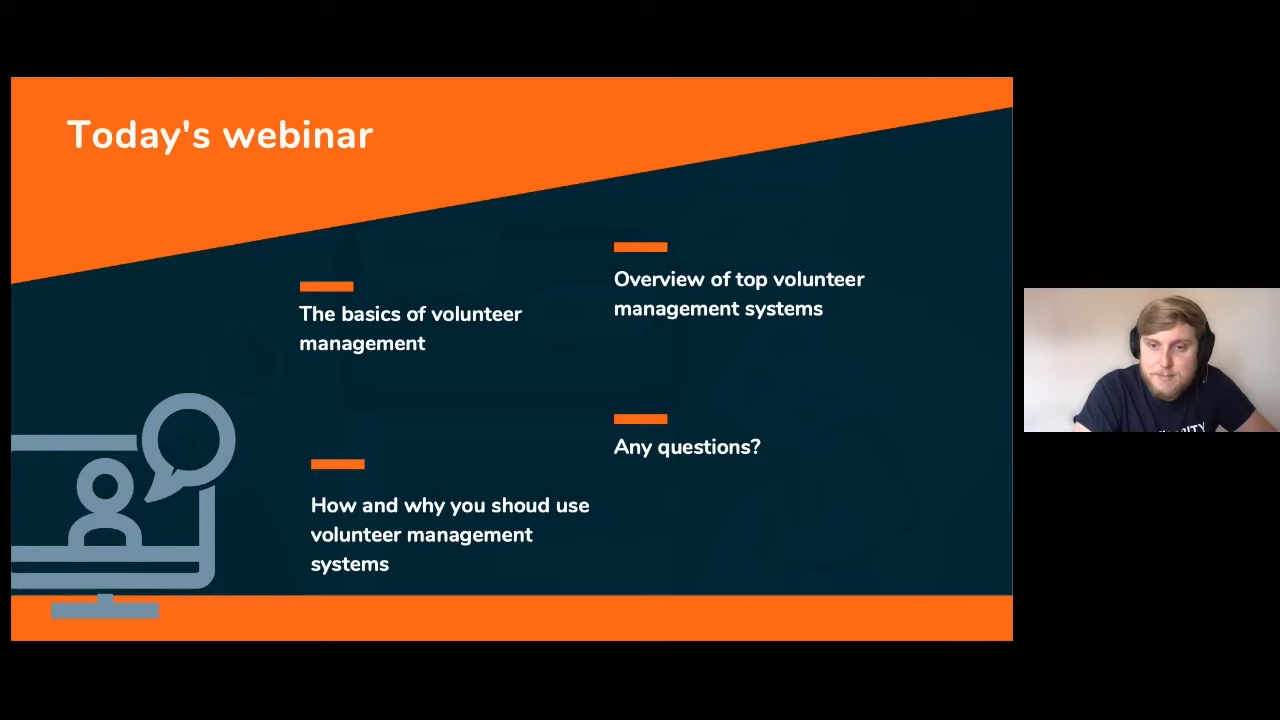 Today's webinar
The basics of volunteer
management
How and why you shoud use
volunteer management
systems
Overview of top volunteer
management systems
Any questions?